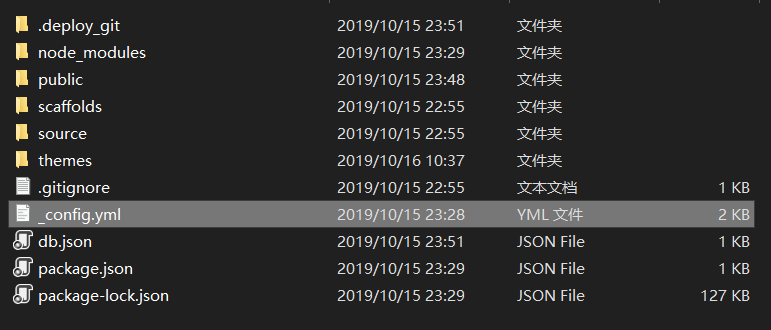 .deploy_git 2019/10/15 23:51 文件夹
node_modules 2019/10/15 23:29 文件夹
public 2019/10/15 23:48 文件夹
scaffolds 2019/10/15 22:55 文件夹
source 2019/10/15 22:55 文件夹
themes 2019/10/16 10:37 文件夹
.gitignore 2019/10/15 22:55 文本文档 1 KB
_config.yml 2019/10/15 23:28 YML 文件 2 KB
db.json 2019/10/15 23:51 JSON File 1 KB
package.json 2019/10/15 23:29 JSON File 1 KB
package-lock.json 2019/10/15 23:29 JSON File 127 KB